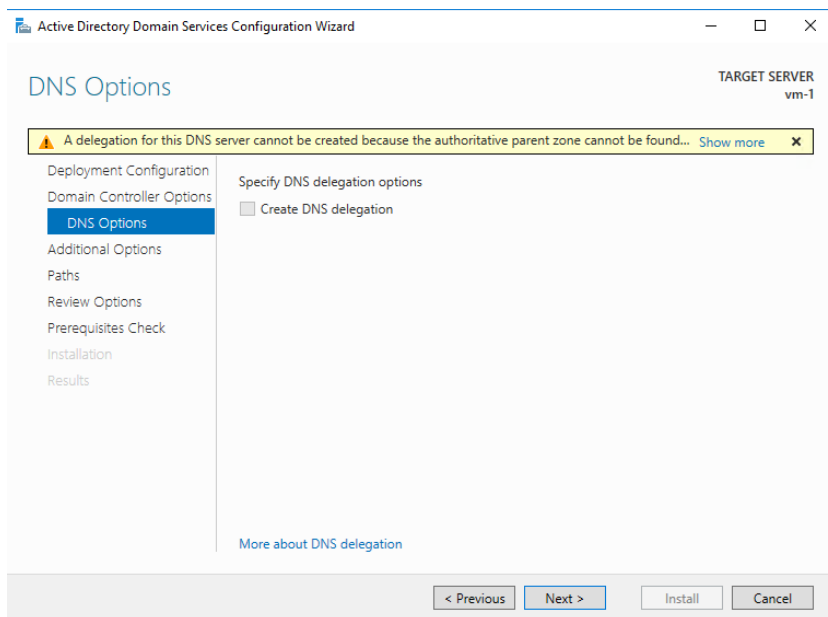 Active Directory Domain Services Configuration Wizard
DNS Options
TARGET SERVER
vm-1
A delegation for this DNS server cannot be created because the authoritative parent zone cannot be found... Show more
Deployment Configuration
Domain Controller Options
DNS Options
Additional Options
Paths
Review Options
Prerequisites Check
Installation
Results
Specify DNS delegation options
Create DNS delegation
More about DNS delegation
< Previous
Next >
Install
Cancel